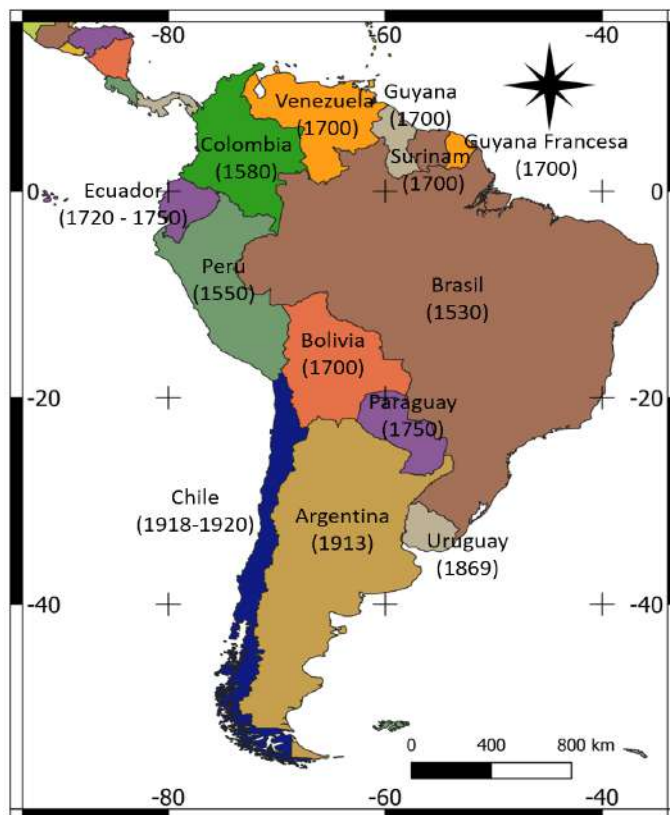 -80
-60
-40
Venezuela
(1700)
Guyana
(1700)
Colombia
(1580)
Surinam
(1700)
Guyana Francesa
(1700)
0
0
Ecuador
(1720 - 1750)
Perú
(1550)
Brasil
(1530)
Bolivia
(1700)
-20
-20
Paraguay
(1750)
Chile
(1918-1920)
Argentina
(1913)
Uruguay
(1869)
-40
-40
0
400
800 km
-80
-60
-40